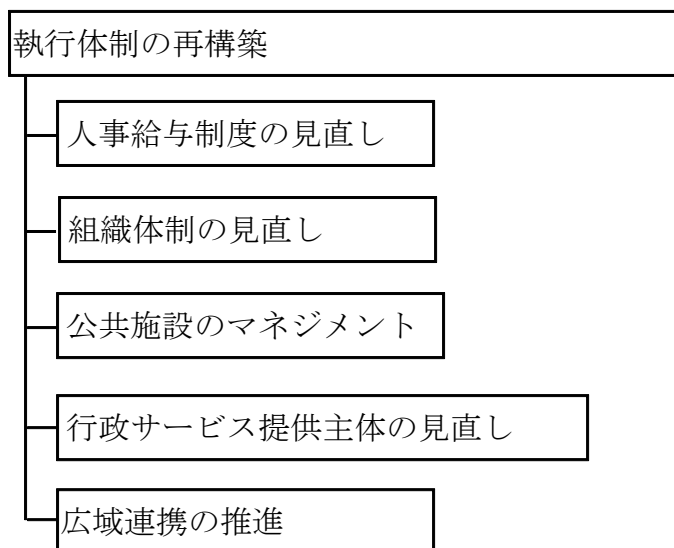 執行体制の再構築
人事給与制度の見直し
組織体制の見直し
公共施設のマネジメント
行政サービス提供主体の見直し
広域連携の推進